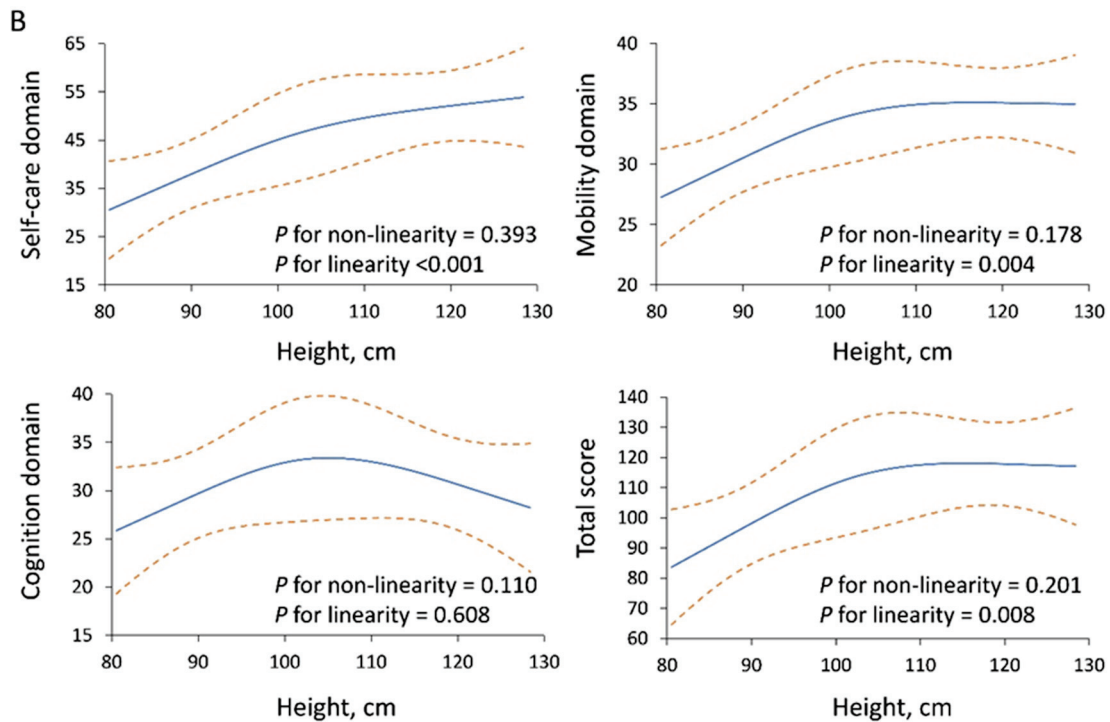 B
Self-care domain
65
55
45
35
25
15
P for non-linearity = 0.393
P for linearity <0.001
80 90 100 110 120 130
Height, cm
Mobility domain
40
35
30
25
20
P for non-linearity = 0.178
P for linearity = 0.004
80 90 100 110 120 130
Height, cm
Cognition domain
40
35
30
25
20
15
P for non-linearity = 0.110
P for linearity = 0.608
80 90 100 110 120 130
Height, cm
Total score
140
130
120
110
100
90
80
70
60
P for non-linearity = 0.201
P for linearity = 0.008
80 90 100 110 120 130
Height, cm